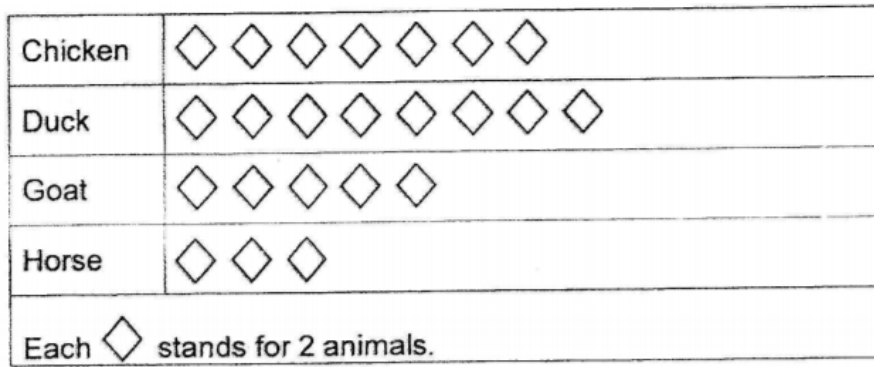 Chicken
Duck
Goat
Horse
Each ◇ stands for 2 animals.